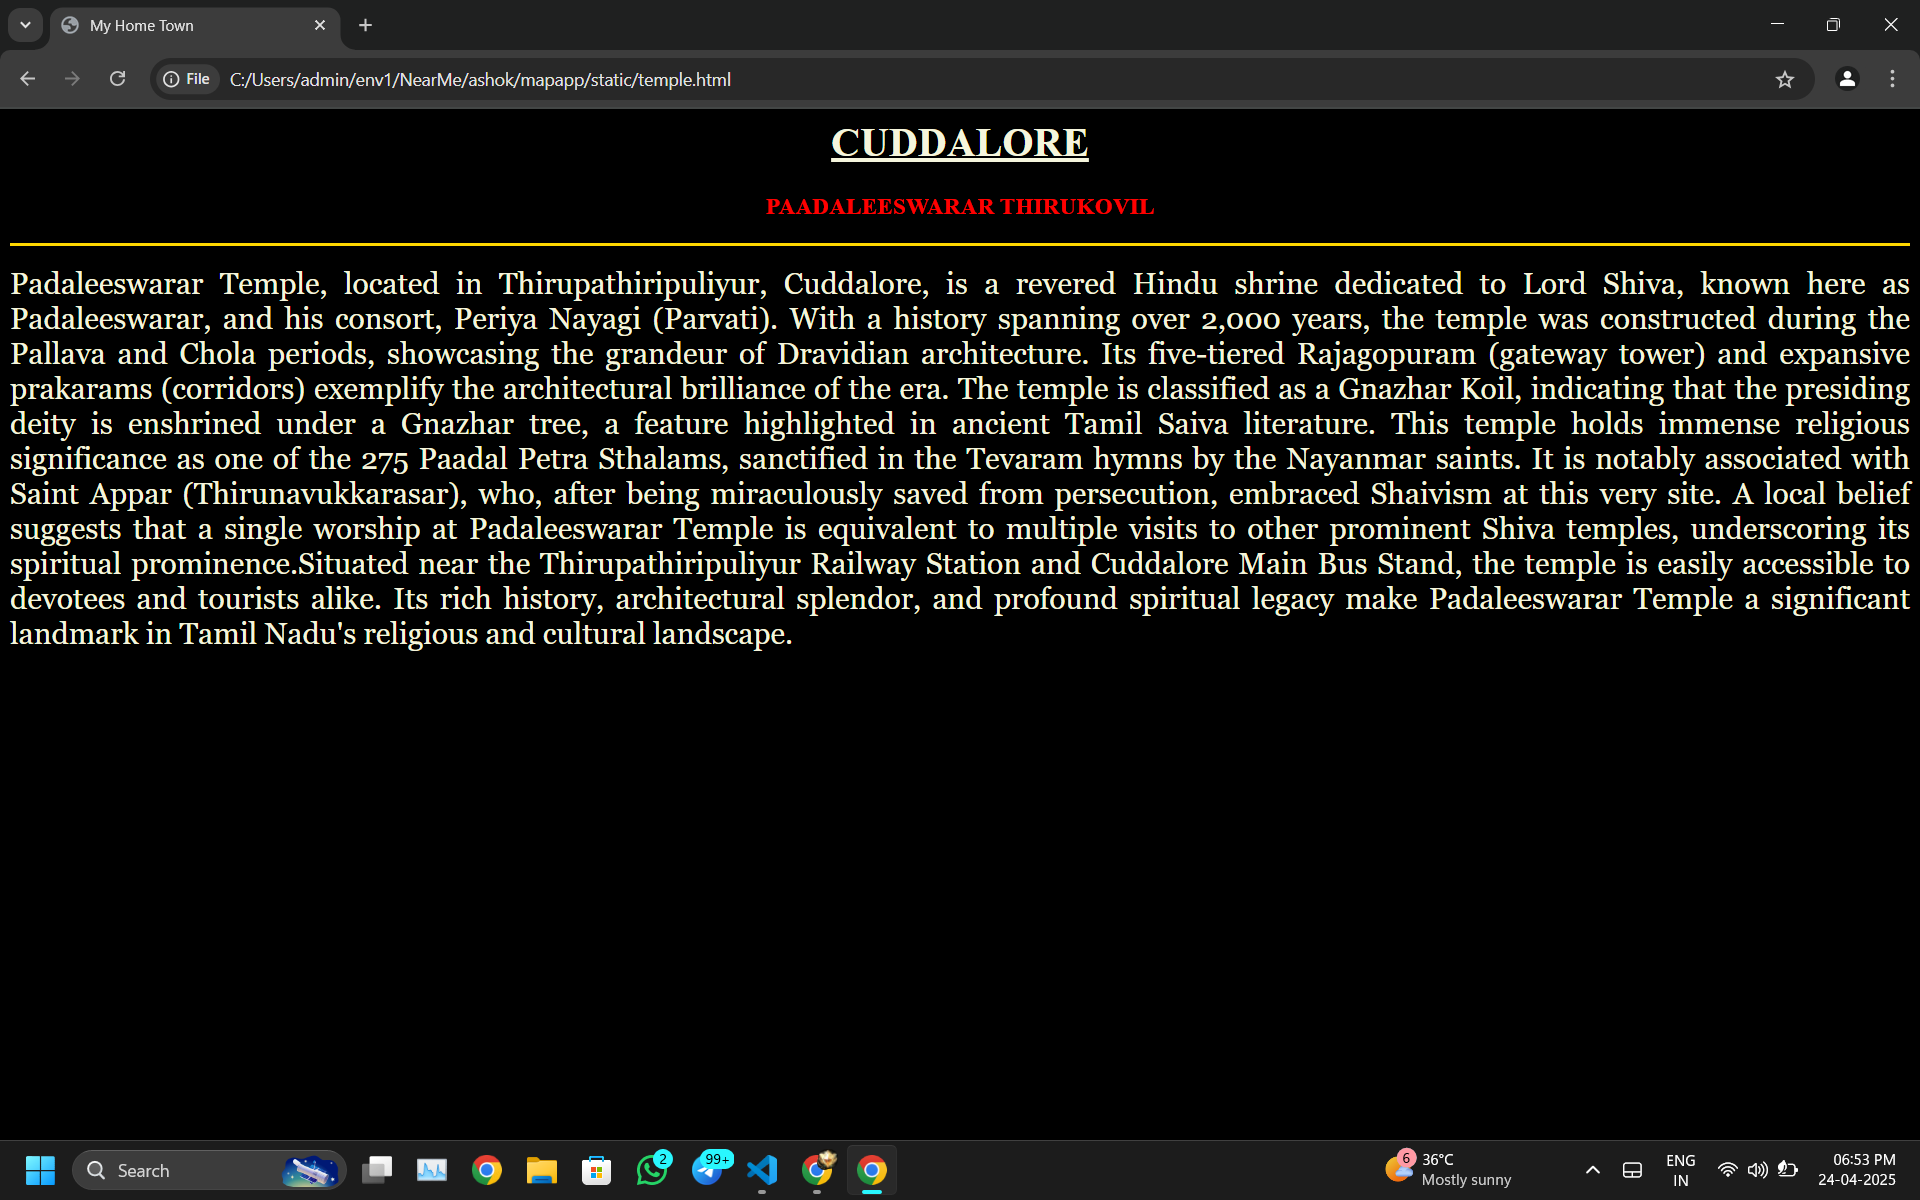 My Home Town
File
C:/Users/admin/env1/NearMe/ashok/mapapp/static/temple.html
CUDDALORE
PAADALEESWARAR THIRUKOVIL
Padaleeswarar Temple, located in Thirupathiripuliyur, Cuddalore, is a revered Hindu shrine dedicated to Lord Shiva, known here as
Padaleeswarar, and his consort, Periya Nayagi (Parvati). With a history spanning over 2,000 years, the temple was constructed during the
Pallava and Chola periods, showcasing the grandeur of Dravidian architecture. Its five-tiered Rajagopuram (gateway tower) and expansive
prakarams (corridors) exemplify the architectural brilliance of the era. The temple is classified as a Gnazhar Koil, indicating that the presiding
deity is enshrined under a Gnazhar tree, a feature highlighted in ancient Tamil Saiva literature. This temple holds immense religious
significance as one of the 275 Paadal Petra Sthalams, sanctified in the Tevaram hymns by the Nayanmar saints. It is notably associated with
Saint Appar (Thirunavukkarasar), who, after being miraculously saved from persecution, embraced Shaivism at this very site. A local belief
suggests that a single worship at Padaleeswarar Temple is equivalent to multiple visits to other prominent Shiva temples, underscoring its
spiritual prominence.Situated near the Thirupathiripuliyur Railway Station and Cuddalore Main Bus Stand, the temple is easily accessible to
devotees and tourists alike. Its rich history, architectural splendor, and profound spiritual legacy make Padaleeswarar Temple a significant
landmark in Tamil Nadu's religious and cultural landscape.
Search
2
99+
6
36°C
Mostly sunny
ENG
IN
06:53 PM
24-04-2025